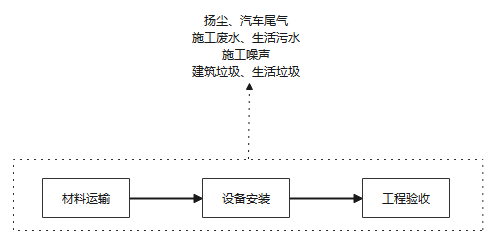 扬尘、汽车尾气
施工废水、生活污水
施工噪声
建筑垃圾、生活垃圾
材料运输
设备安装
工程验收